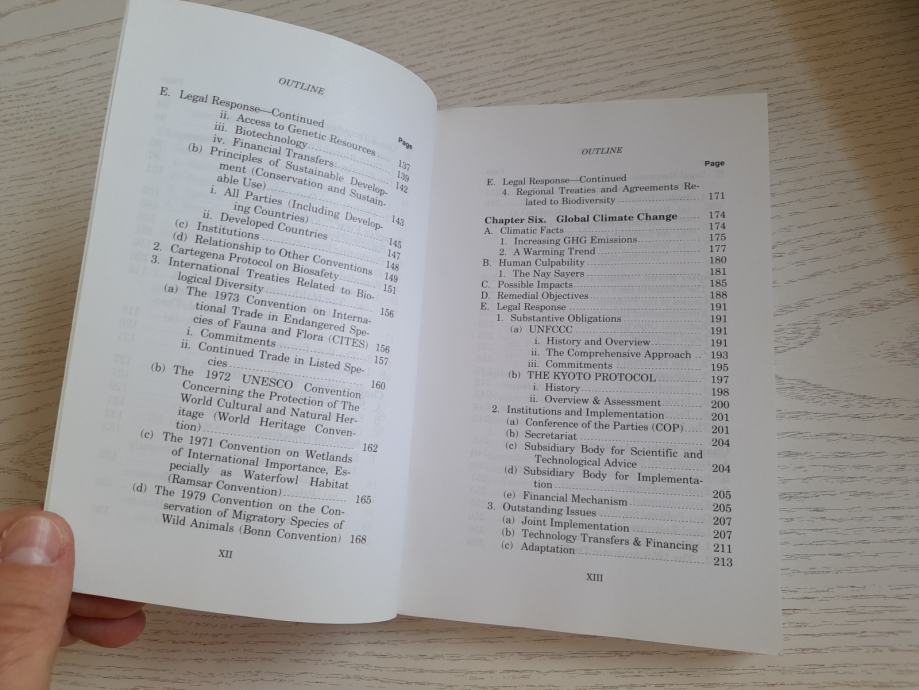 OUTLINE
Page
E. Legal Response—Continued
ii. Access to Genetic Resources 137
iii. Biotechnology 139
iv. Financial Transfers 142
(b) Principles of Sustainable Develop-
ment (Conservation and Sustain-
able Use) 143
i. All Parties (Including Develop-
ing Countries) 145
ii. Developed Countries 147
(c) Institutions 148
(d) Relationship to Other Conventions 149
2. Cartegena Protocol on Biosafety 151
3. International Treaties Related to Bio-
logical Diversity 156
(a) The 1973 Convention on Interna-
tional Trade in Endangered Spe-
cies of Fauna and Flora (CITES) 156
i. Commitments 157
ii. Continued Trade in Listed Spe-
cies 160
(b) The 1972 UNESCO Convention
Concerning the Protection of The
World Cultural and Natural Her-
itage (World Heritage Conven-
tion) 162
(c) The 1971 Convention on Wetlands
of International Importance, Es-
pecially as Waterfowl Habitat
(Ramsar Convention) 165
(d) The 1979 Convention on the Con-
servation of Migratory Species of
Wild Animals (Bonn Convention) 168
XII
OUTLINE
Page
E. Legal Response—Continued
4. Regional Treaties and Agreements Re-
lated to Biodiversity 171
Chapter Six. Global Climate Change 174
A. Climatic Facts 174
1. Increasing GHG Emissions 175
2. A Warming Trend 177
B. Human Culpability 180
1. The Nay Sayers 181
C. Possible Impacts 185
D. Remedial Objectives 188
E. Legal Response 191
1. Substantive Obligations 191
(a) UNFCCC 191
i. History and Overview 191
ii. The Comprehensive Approach 193
iii. Commitments 195
(b) THE KYOTO PROTOCOL 197
i. History 198
ii. Overview & Assessment 200
2. Institutions and Implementation 201
(a) Conference of the Parties (COP) 201
(b) Secretariat 204
(c) Subsidiary Body for Scientific and
Technological Advice 204
(d) Subsidiary Body for Implementa-
tion 205
(e) Financial Mechanism 205
3. Outstanding Issues 207
(a) Joint Implementation 207
(b) Technology Transfers & Financing 211
(c) Adaptation 213
XIII